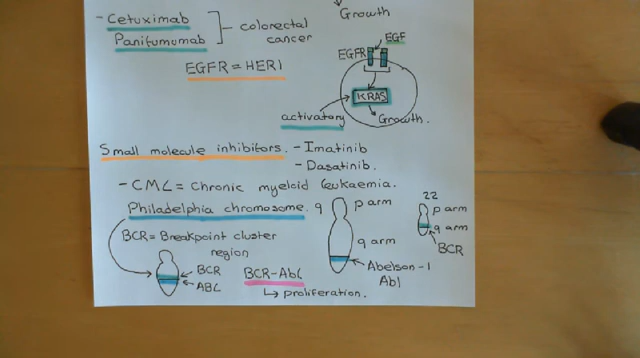 Growth
- Cetuximab
Panitumumab
colorectal
cancer
EGFR = HER1
EGFR
EGF
KRAS
activatory
Growth.
Small molecule inhibitors. - Imatinib
- Dasatinib.
- CML = Chronic myeloid leukaemia.
Philadelphia chromosome.
9
p arm
q arm
Abelson-1
Abl
22
p arm
q arm
BCR
BCR = Breakpoint cluster
region
BCR
ABL
BCR-Abl
↳ proliferation.